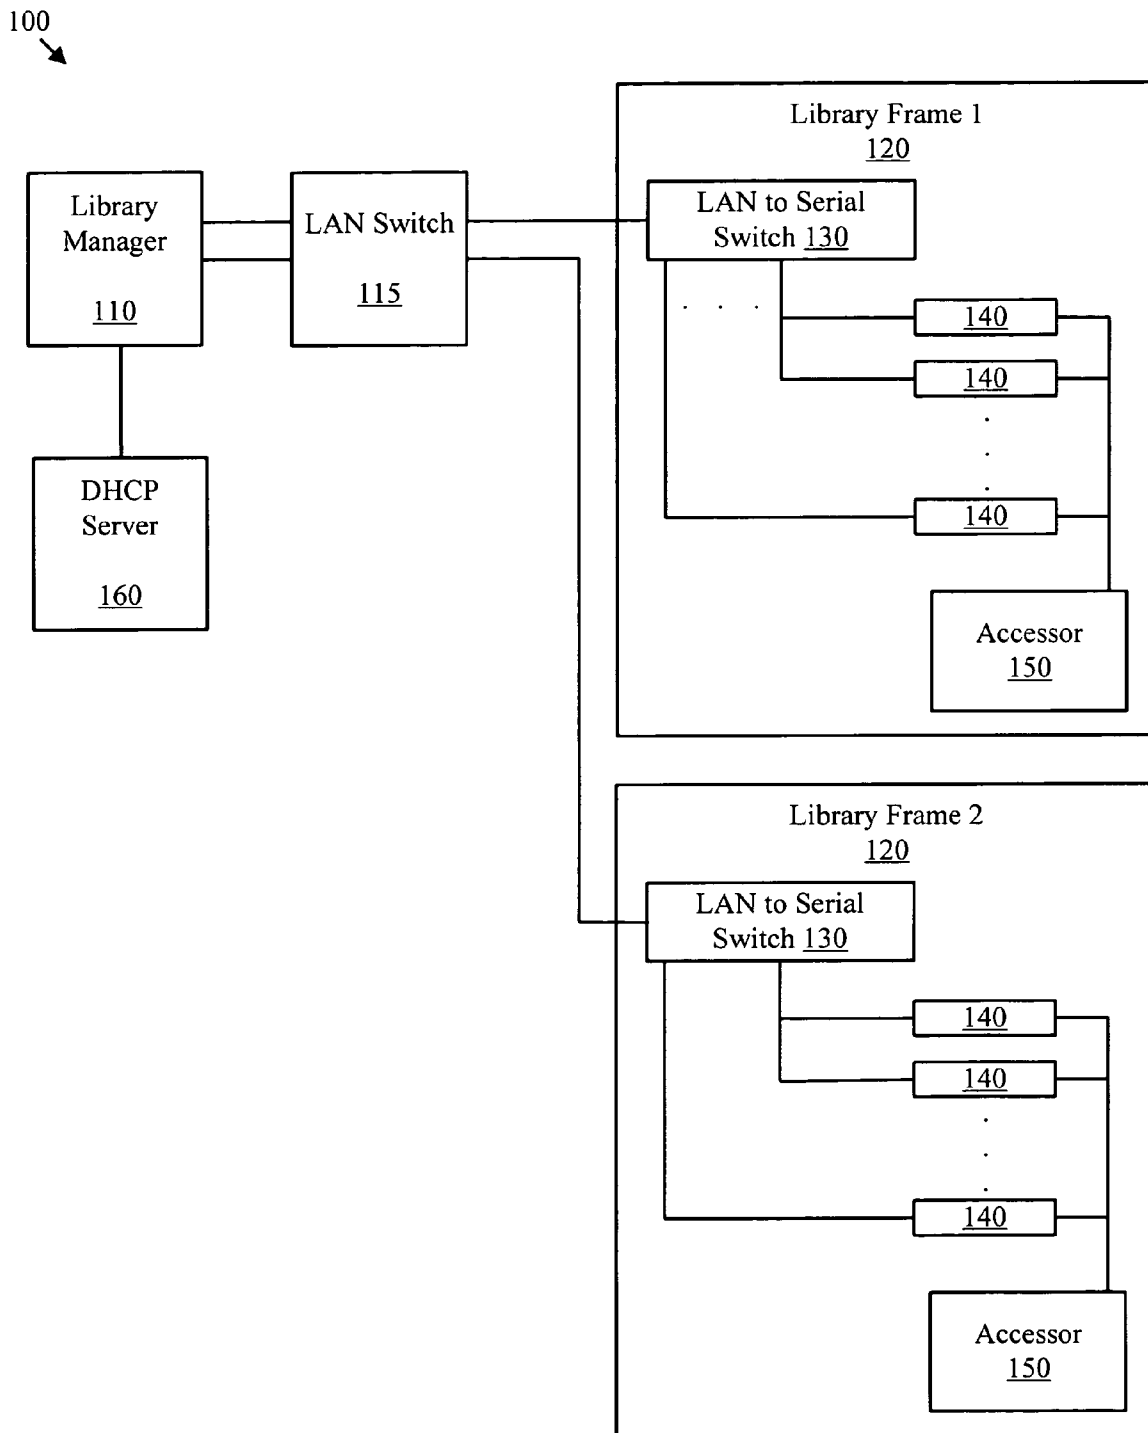 100
Library
Manager
110
LAN Switch
115
DHCP
Server
160
Library Frame 1
120
LAN to Serial
Switch 130
140
140
140
Accessor
150
Library Frame 2
120
LAN to Serial
Switch 130
140
140
140
Accessor
150